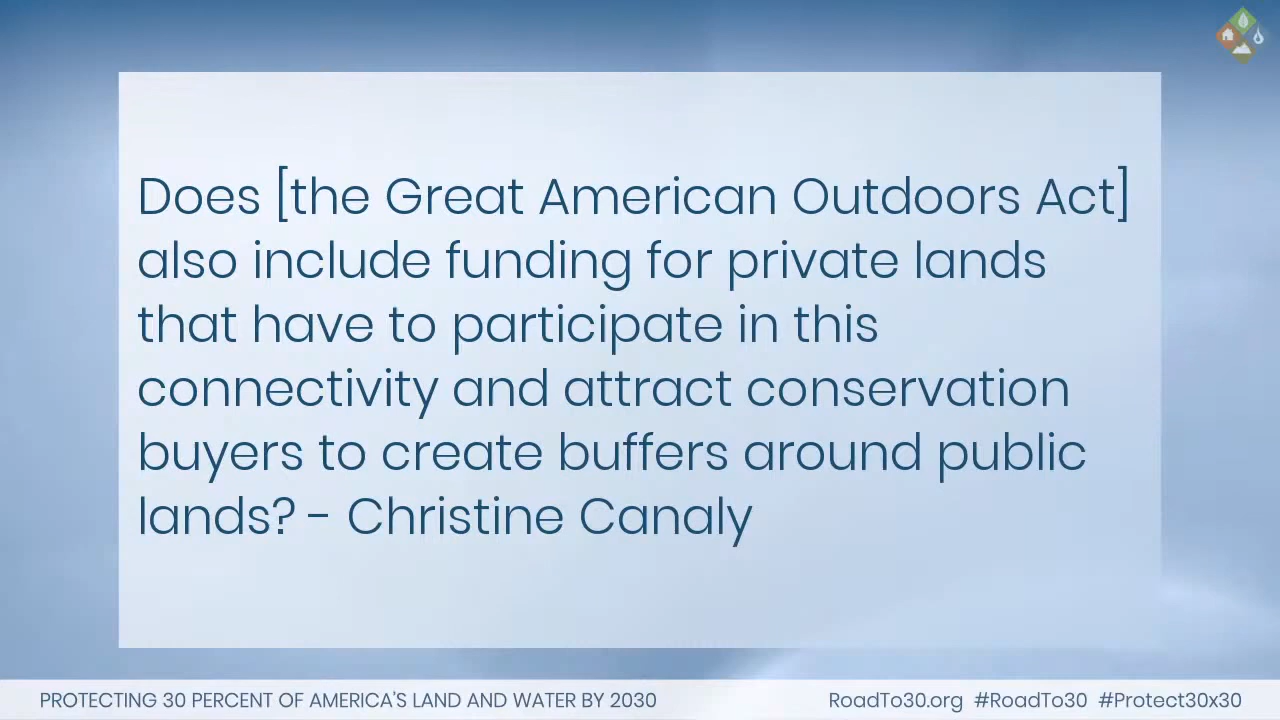 Does [the Great American Outdoors Act]
also include funding for private lands
that have to participate in this
connectivity and attract conservation
buyers to create buffers around public
lands? - Christine Canaly
PROTECTING 30 PERCENT OF AMERICA'S LAND AND WATER BY 2030
RoadTo30.org #RoadTo30 #Protect30x30